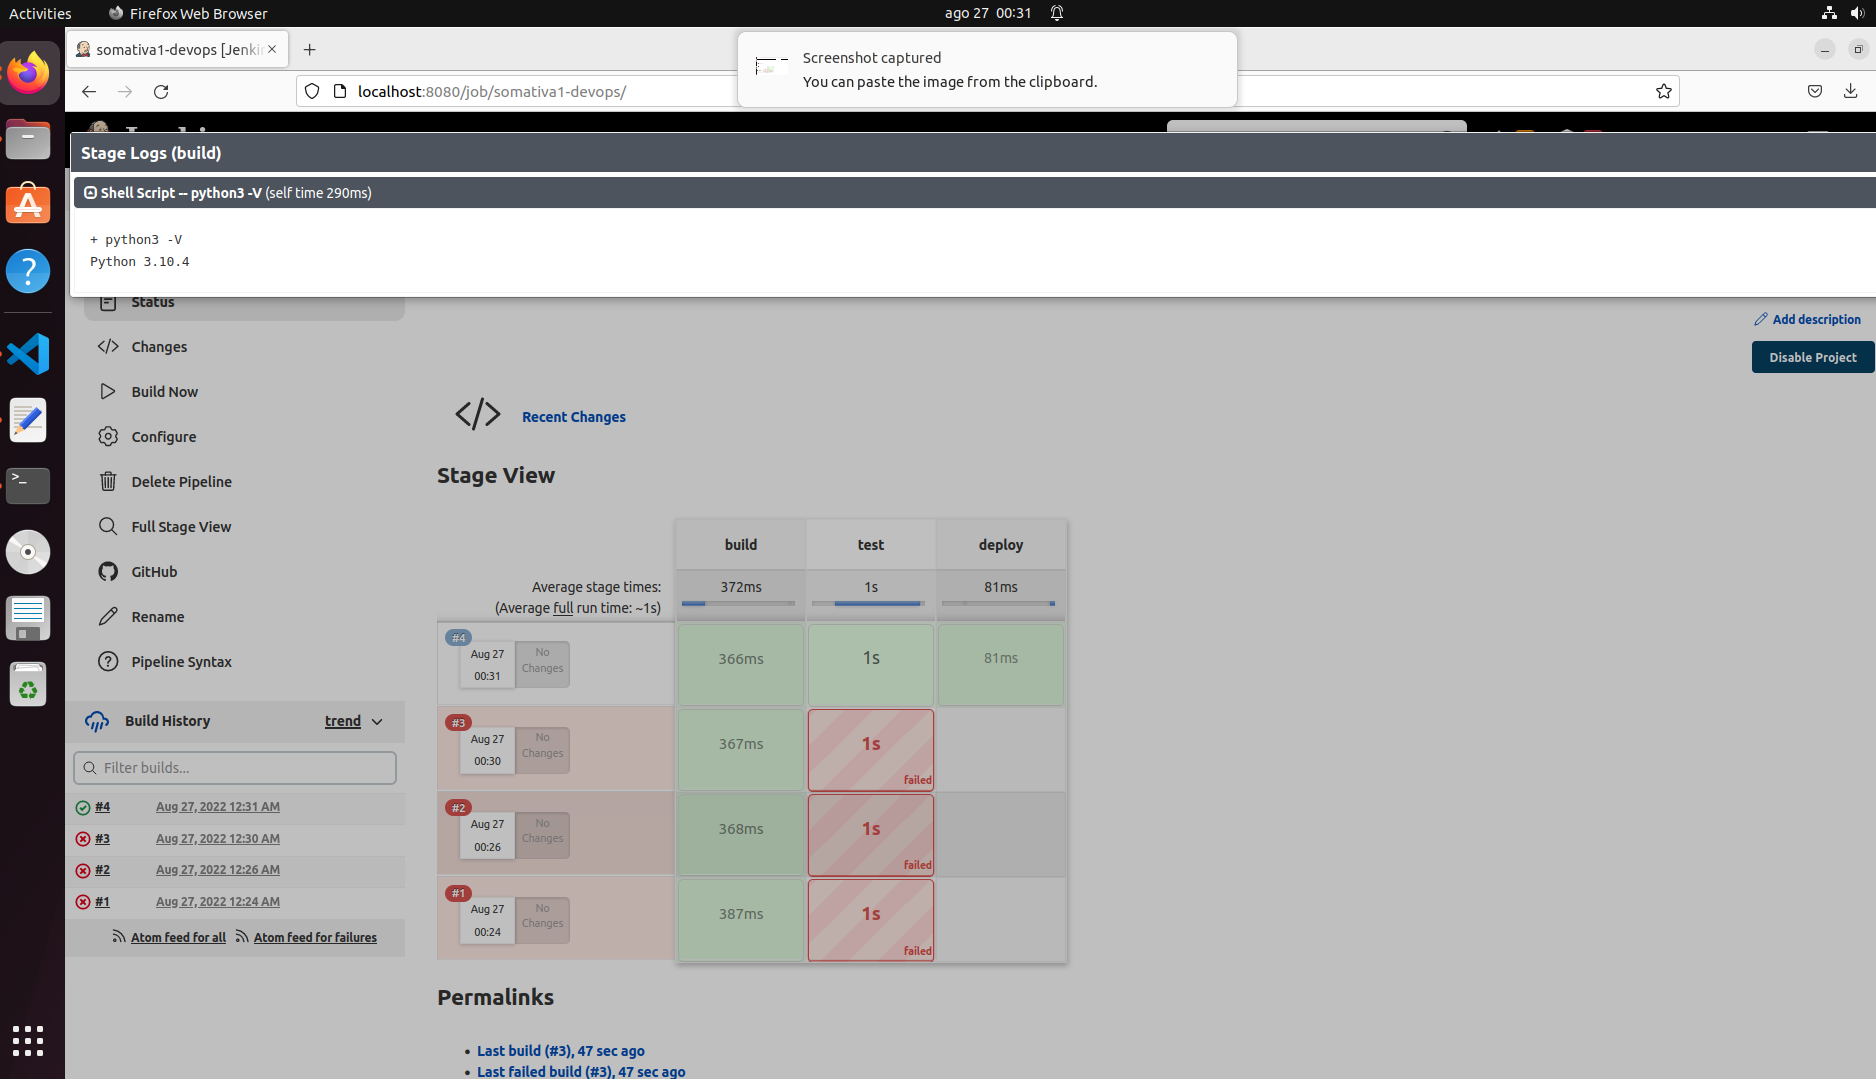 Activities
Firefox Web Browser
ago 27 00:31
somativa1-devops [Jenkin
localhost:8080/job/somativa1-devops/
Screenshot captured
You can paste the image from the clipboard.
Stage Logs (build)
Shell Script -- python3 -V (self time 290ms)
+ python3 -V
Python 3.10.4
Status
Changes
Build Now
Configure
Delete Pipeline
Full Stage View
GitHub
Rename
Pipeline Syntax
Build History
trend
Filter builds...
#4 Aug 27, 2022 12:31 AM
#3 Aug 27, 2022 12:30 AM
#2 Aug 27, 2022 12:26 AM
#1 Aug 27, 2022 12:24 AM
Atom feed for all
Atom feed for failures
Add description
Disable Project
Recent Changes
Stage View
build test deploy
Average stage times: 372ms 1s 81ms
(Average full run time: ~1s)
#4
Aug 27 No
Changes
00:31
366ms 1s 81ms
#3
Aug 27 No
Changes
00:30
367ms 1s
failed
#2
Aug 27 No
Changes
00:26
368ms 1s
failed
#1
Aug 27 No
Changes
00:24
387ms 1s
failed
Permalinks
Last build (#3), 47 sec ago
Last failed build (#3), 47 sec ago